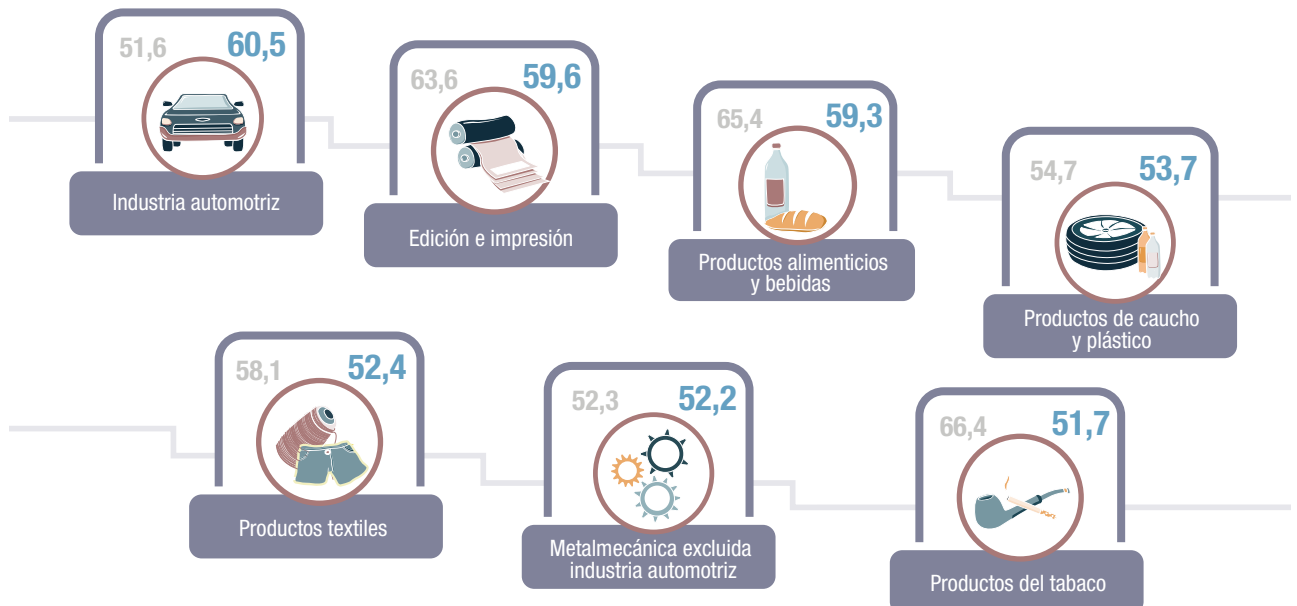 51,6 60,5
Industria automotriz
63,6 59,6
Edición e impresión
65,4 59,3
Productos alimenticios
y bebidas
54,7 53,7
Productos de caucho
y plástico
58,1 52,4
Productos textiles
52,3 52,2
Metalmecánica excluida
industria automotriz
66,4 51,7
Productos del tabaco